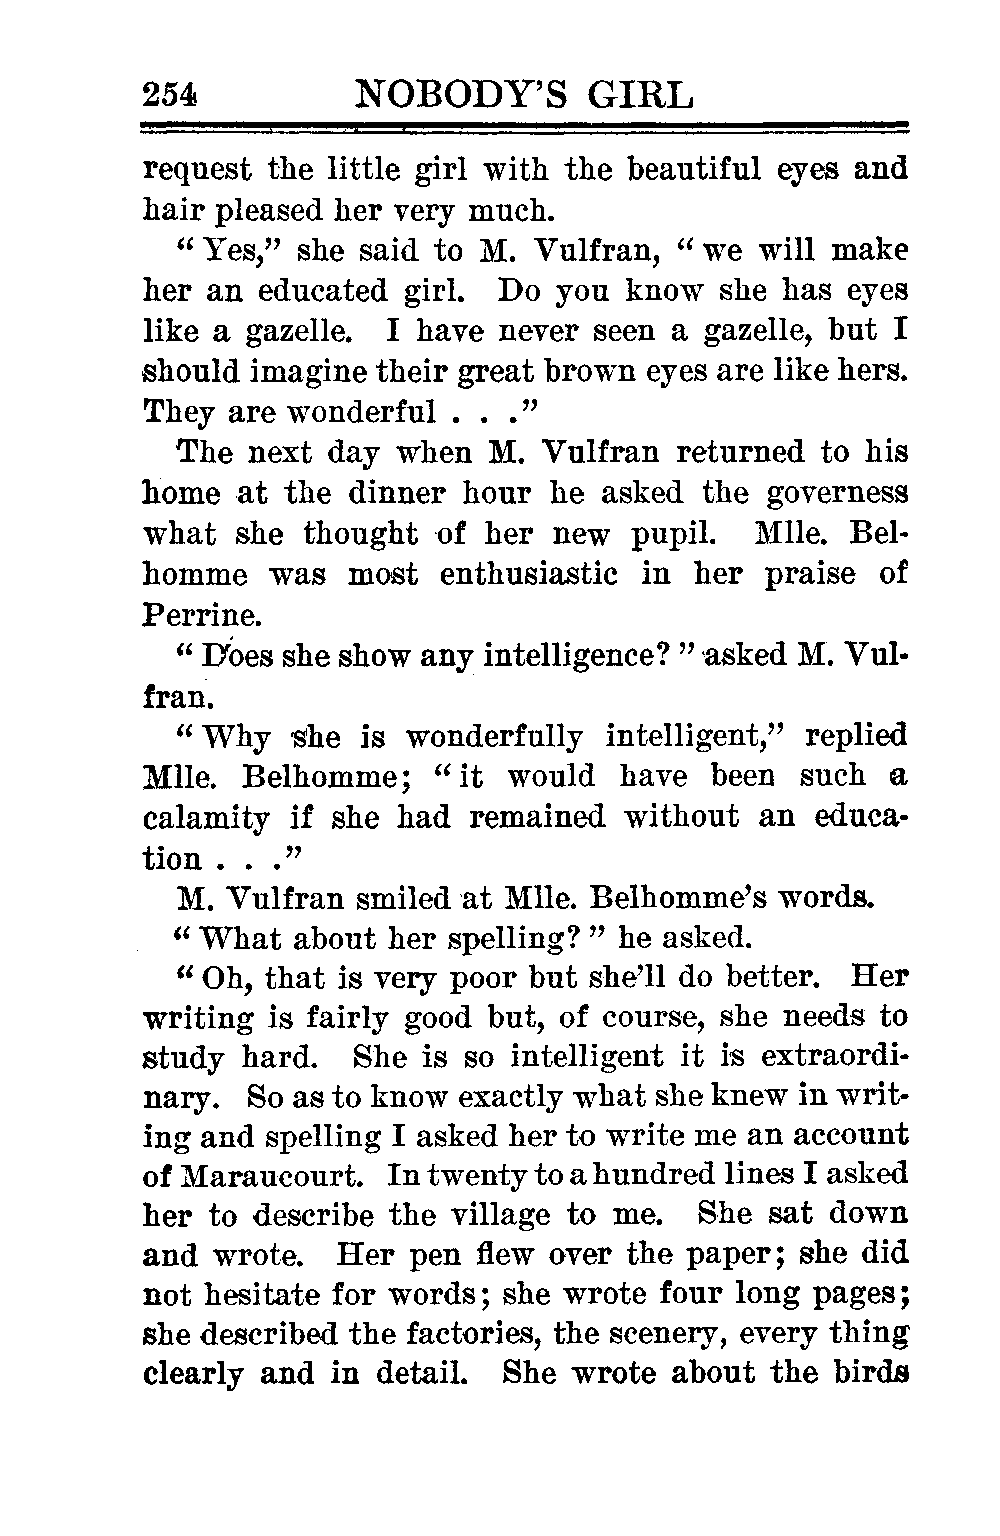 254 NOBODY'S GIRL
request the little girl with the beautiful eyes and
hair pleased her very much.
“ Yes,” she said to M. Vulfran, “ we will make
her an educated girl. Do you know she has eyes
like a gazelle. I have never seen a gazelle, but I
should imagine their great brown eyes are like hers.
They are wonderful . . .”
The next day when M. Vulfran returned to his
home at the dinner hour he asked the governess
what she thought of her new pupil. Mlle. Bel-
homme was most enthusiastic in her praise of
Perrine.
“ Does she show any intelligence? ” asked M. Vul-
fran.
“ Why she is wonderfully intelligent,” replied
Mlle. Belhomme; “ it would have been such a
calamity if she had remained without an educa-
tion . . .”
M. Vulfran smiled at Mlle. Belhomme's words.
“ What about her spelling? ” he asked.
“ Oh, that is very poor but she'll do better. Her
writing is fairly good but, of course, she needs to
study hard. She is so intelligent it is extraordi-
nary. So as to know exactly what she knew in writ-
ing and spelling I asked her to write me an account
of Maraucourt. In twenty to a hundred lines I asked
her to describe the village to me. She sat down
and wrote. Her pen flew over the paper; she did
not hesitate for words; she wrote four long pages;
she described the factories, the scenery, every thing
clearly and in detail. She wrote about the birds